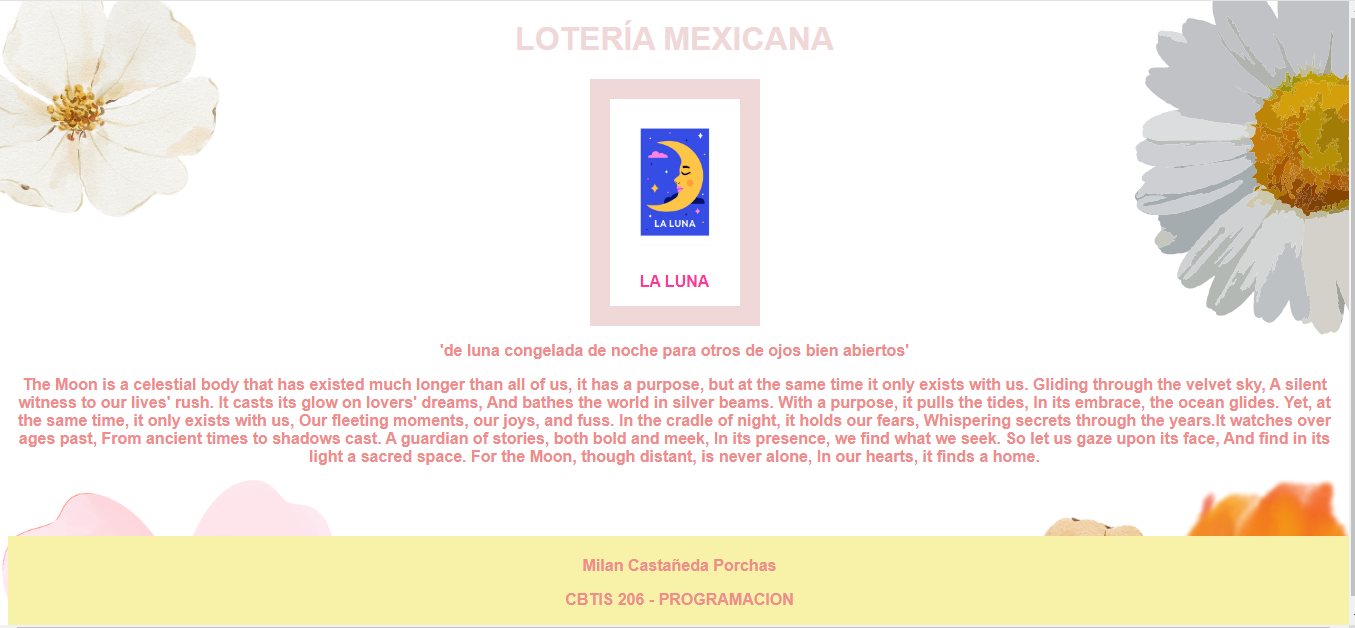 LOTERÍA MEXICANA
LA LUNA
LA LUNA
'de luna congelada de noche para otros de ojos bien abiertos'
The Moon is a celestial body that has existed much longer than all of us, it has a purpose, but at the same time it only exists with us. Gliding through the velvet sky, A silent
witness to our lives' rush. It casts its glow on lovers' dreams, And bathes the world in silver beams. With a purpose, it pulls the tides, In its embrace, the ocean glides. Yet, at
the same time, it only exists with us, Our fleeting moments, our joys, and fuss. In the cradle of night, it holds our fears, Whispering secrets through the years.It watches over
ages past, From ancient times to shadows cast. A guardian of stories, both bold and meek, In its presence, we find what we seek. So let us gaze upon its face, And find in its
light a sacred space. For the Moon, though distant, is never alone, In our hearts, it finds a home.
Milan Castañeda Porchas
CBTIS 206 - PROGRAMACION